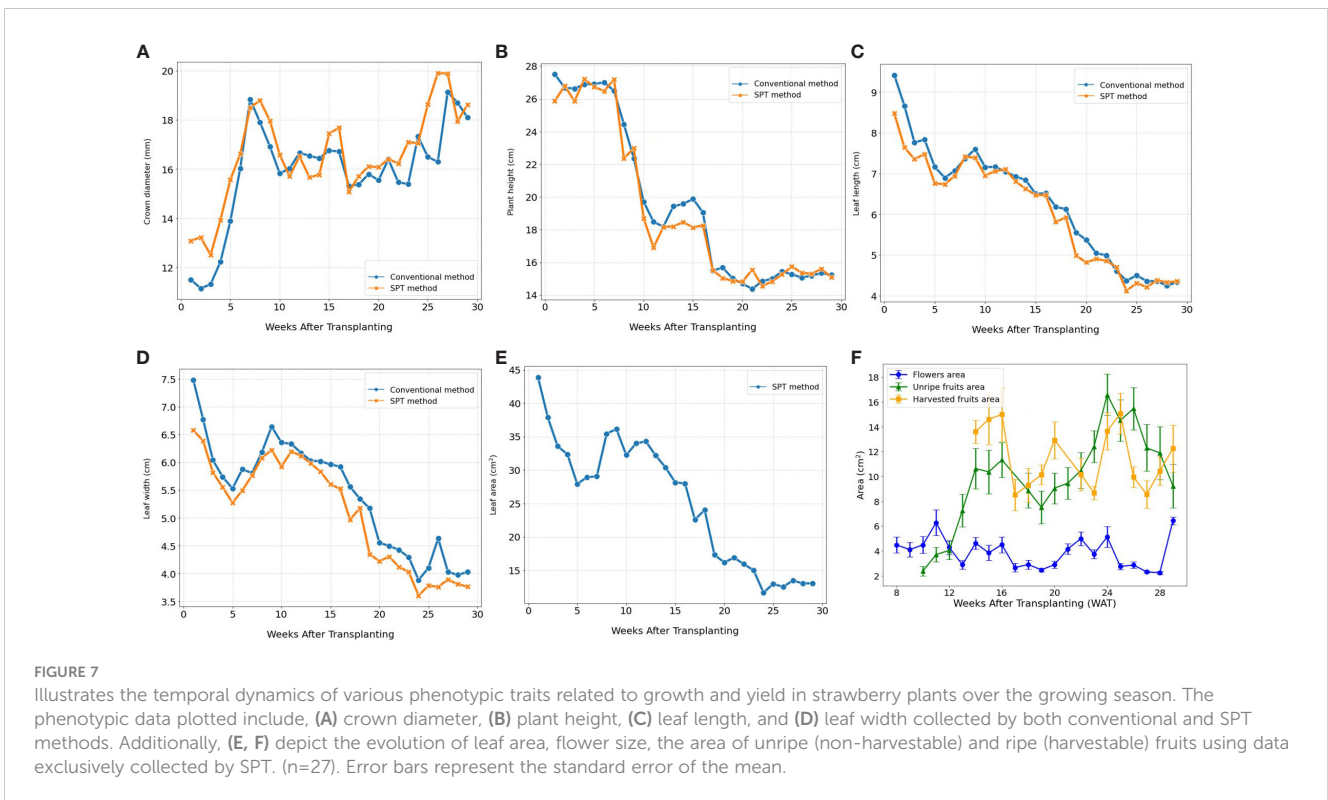 A
20
18
16
14
12
0
5
10
15
20
25
30
Crown diameter (mm)
Weeks After Transplanting
Conventional method
SPT method
B
28
26
24
22
20
18
16
14
0
5
10
15
20
25
30
Plant height (cm)
Weeks After Transplanting
Conventional method
SPT method
C
9
8
7
6
5
4
0
5
10
15
20
25
30
Leaf length (cm)
Weeks After Transplanting
Conventional method
SPT method
D
7.5
7.0
6.5
6.0
5.5
5.0
4.5
4.0
3.5
0
5
10
15
20
25
30
Leaf width (cm)
Weeks After Transplanting
Conventional method
SPT method
E
45
40
35
30
25
20
15
0
5
10
15
20
25
30
Leaf area (cm²)
Weeks After Transplanting
SPT method
F
Flowers area
Unripe fruits area
Harvested fruits area
18
16
14
12
10
8
6
4
2
8
12
16
20
24
28
Area (cm²)
Weeks After Transplanting (WAT)
FIGURE 7
Illustrates the temporal dynamics of various phenotypic traits related to growth and yield in strawberry plants over the growing season. The
phenotypic data plotted include, (A) crown diameter, (B) plant height, (C) leaf length, and (D) leaf width collected by both conventional and SPT
methods. Additionally, (E, F) depict the evolution of leaf area, flower size, the area of unripe (non-harvestable) and ripe (harvestable) fruits using data
exclusively collected by SPT. (n=27). Error bars represent the standard error of the mean.